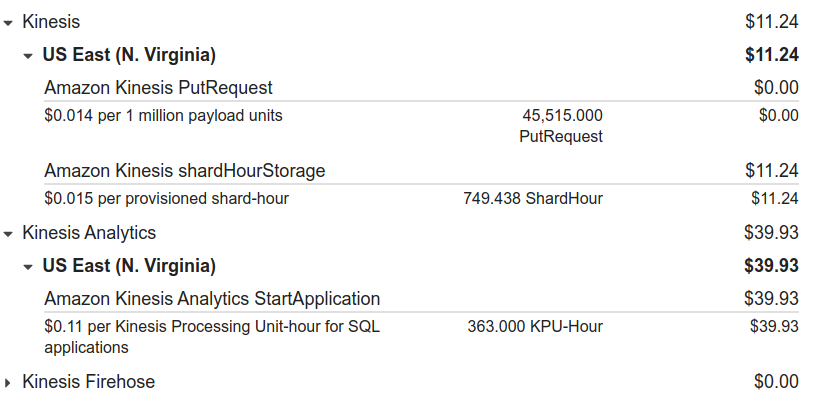 Kinesis $11.24
US East (N. Virginia) $11.24
Amazon Kinesis PutRequest $0.00
$0.014 per 1 million payload units 45,515.000 $0.00
PutRequest
Amazon Kinesis shardHourStorage $11.24
$0.015 per provisioned shard-hour 749.438 ShardHour $11.24
Kinesis Analytics $39.93
US East (N. Virginia) $39.93
Amazon Kinesis Analytics StartApplication $39.93
$0.11 per Kinesis Processing Unit-hour for SQL 363.000 KPU-Hour $39.93
applications
Kinesis Firehose $0.00